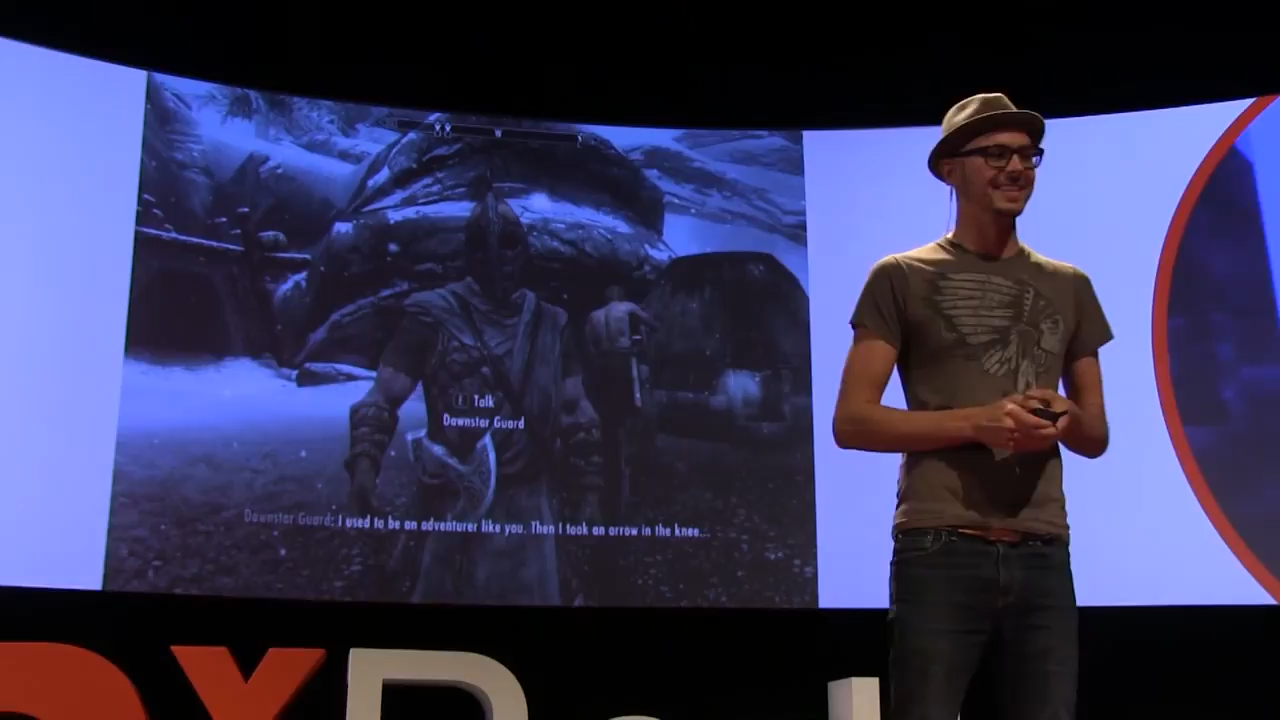 W
E Talk
Dawnstar Guard
Dawnstar Guard: I used to be an adventurer like you. Then I took an arrow in the knee...